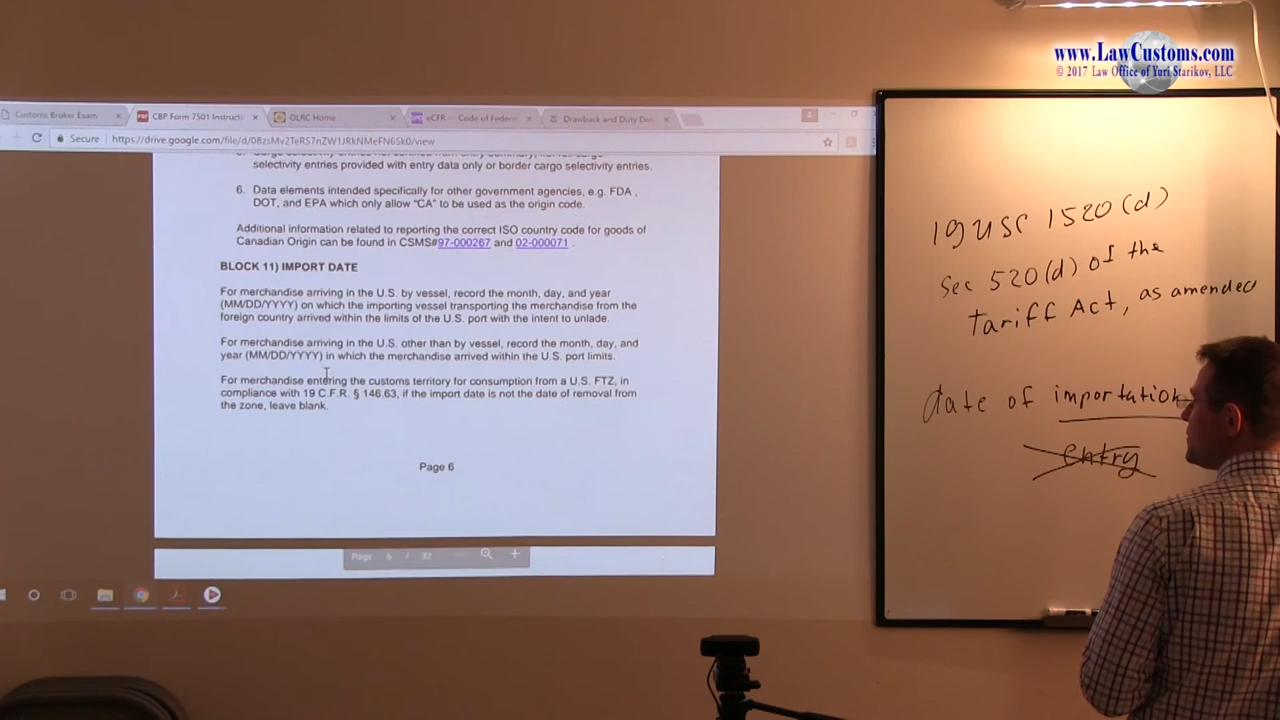 www.LawCustoms.com
© 2017 Law Office of Yuri Starikov, LLC
Customs Broker Exam
CBP Form 7501 Instructi
OLRC Home
eCFR — Code of Federa
Drawback and Duty De
Secure
https://drive.google.com/file/d/0BzsMv2TeRS7nZW1JRkNMeFN6Sk0/view
selectivity entries provided with entry data only or border cargo selectivity entries.
6. Data elements intended specifically for other government agencies, e.g. FDA ,
DOT, and EPA which only allow “CA” to be used as the origin code.
Additional information related to reporting the correct ISO country code for goods of
Canadian Origin can be found in CSMS#97-000267 and 02-000071 .
BLOCK 11) IMPORT DATE
For merchandise arriving in the U.S. by vessel, record the month, day, and year
(MM/DD/YYYY) on which the importing vessel transporting the merchandise from the
foreign country arrived within the limits of the U.S. port with the intent to unlade.
For merchandise arriving in the U.S. other than by vessel, record the month, day, and
year (MM/DD/YYYY) in which the merchandise arrived within the U.S. port limits.
For merchandise entering the customs territory for consumption from a U.S. FTZ, in
compliance with 19 C.F.R. § 146.63, if the import date is not the date of removal from
the zone, leave blank.
Page 6
Page 6 / 32
19 USC 1520(d)
Sec 520(d) of the
tariff Act, as amended
date of importation
entry